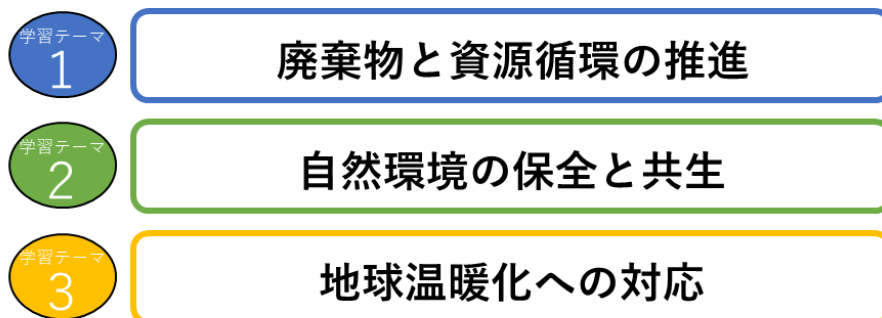 学習テーマ
1
廃棄物と資源循環の推進
学習テーマ
2
自然環境の保全と共生
学習テーマ
3
地球温暖化への対応